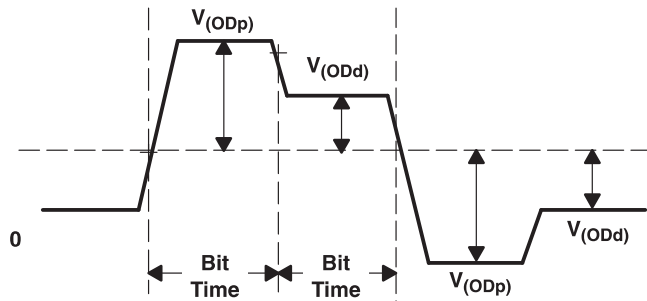 V(ODp)
V(ODd)
0
V(ODd)
V(ODp)
Bit
Time
Bit
Time